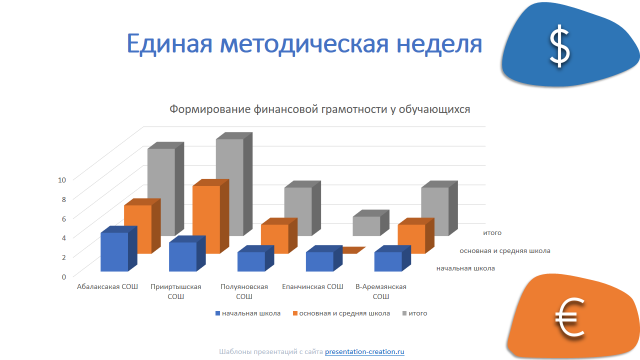 Единая методическая неделя
$
Формирование финансовой грамотности у обучающихся
10
8
6
4
2
0
итого
основная и средняя школа
начальная школа
Абалаксакая СОШ
Прииртышская
СОШ
Полуяновская
СОШ
Епанчинская СОШ
В-Аремзянская
СОШ
начальная школа
основная и средняя школа
итого
€
Шаблоны презентаций с сайта presentation-creation.ru